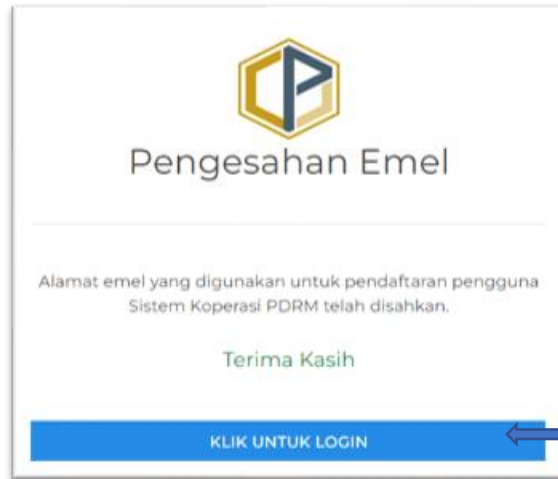 Pengesahan Emel
Alamat emel yang digunakan untuk pendaftaran pengguna
Sistem Koperasi PDRM telah disahkan.
Terima Kasih
KLIK UNTUK LOGIN